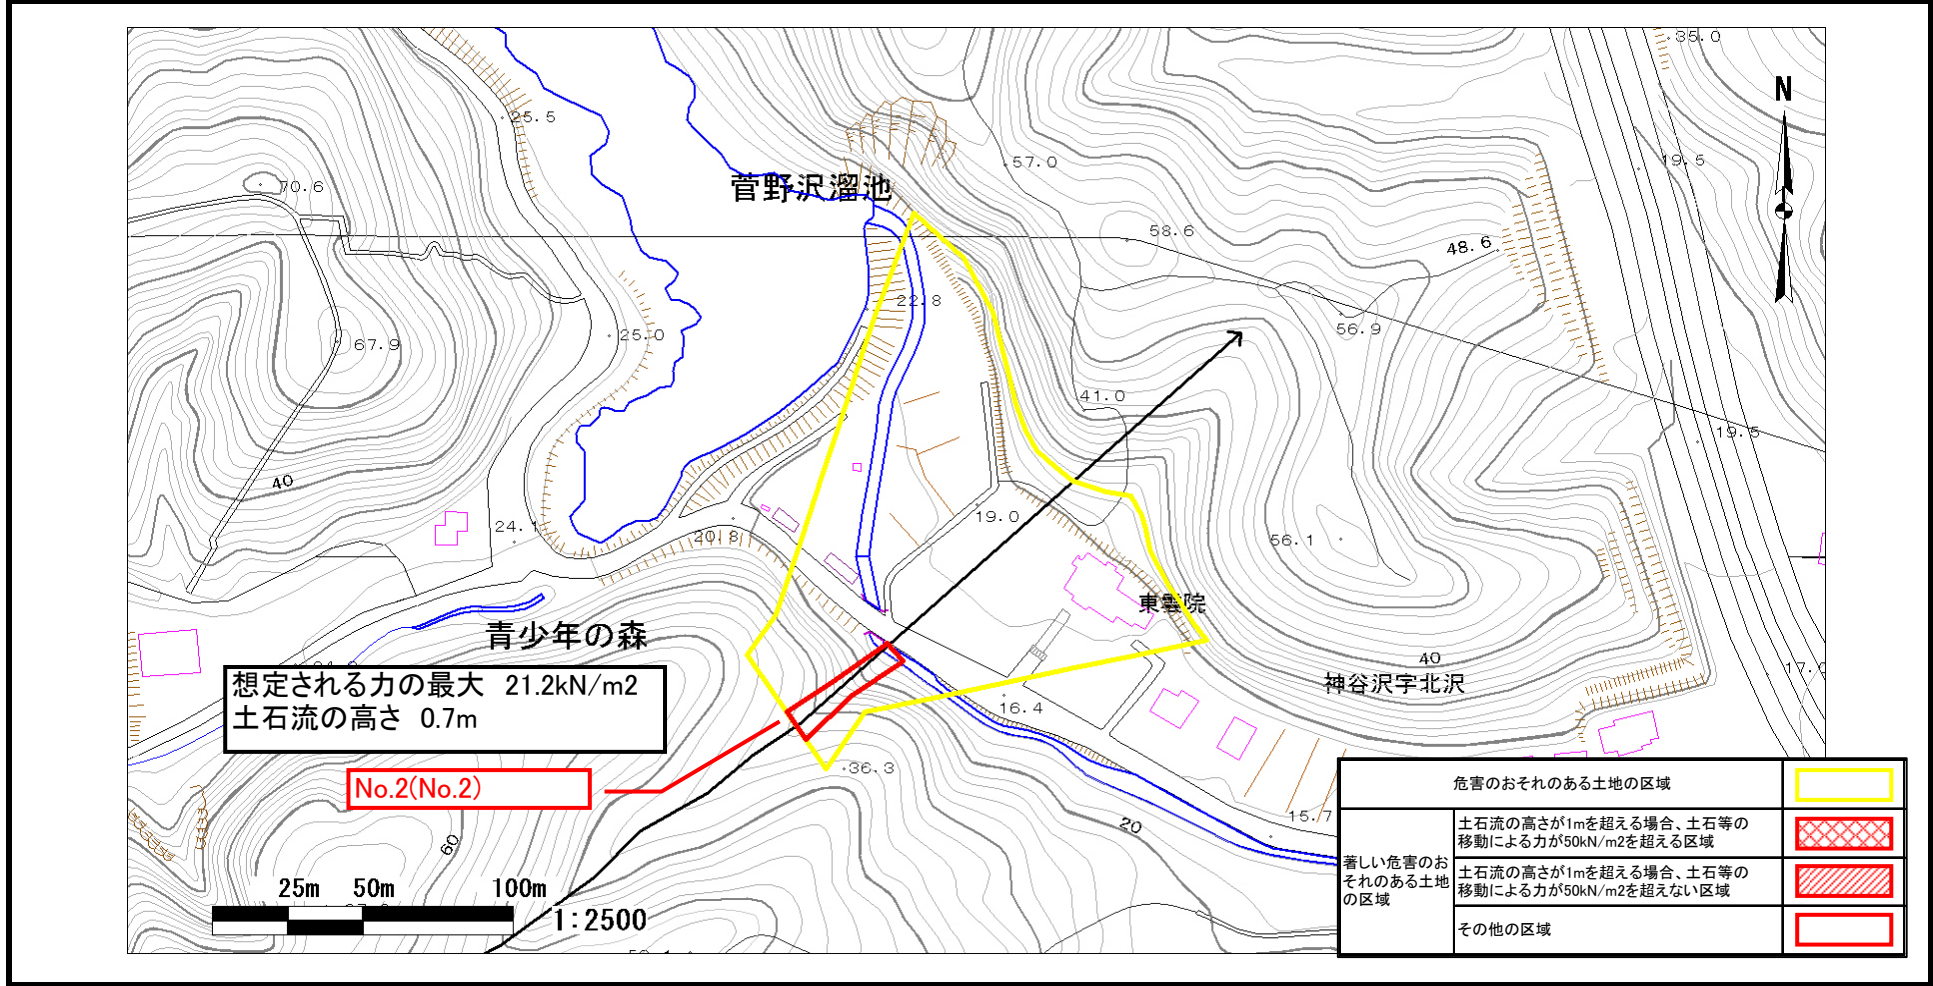 35.0
N
25.5
57.0
19.5
菅野沢溜池
70.6
58.6
48.6
22.8
56.9
25.0
67.9
41.0
19.5
40
24.1
20.8
19.0
56.1
東雲院
青少年の森
40
神谷沢字北沢
想定される力の最大 21.2kN/m2
土石流の高さ 0.7m
16.4
36.3
No.2(No.2)
15.7
20
60
25m 50m 100m
1:2500
危害のおそれのある土地の区域
著しい危害のお
それのある土地
の区域
土石流の高さが1mを超える場合、土石等の
移動による力が50kN/m2を超える区域
土石流の高さが1mを超える場合、土石等の
移動による力が50kN/m2を超えない区域
その他の区域